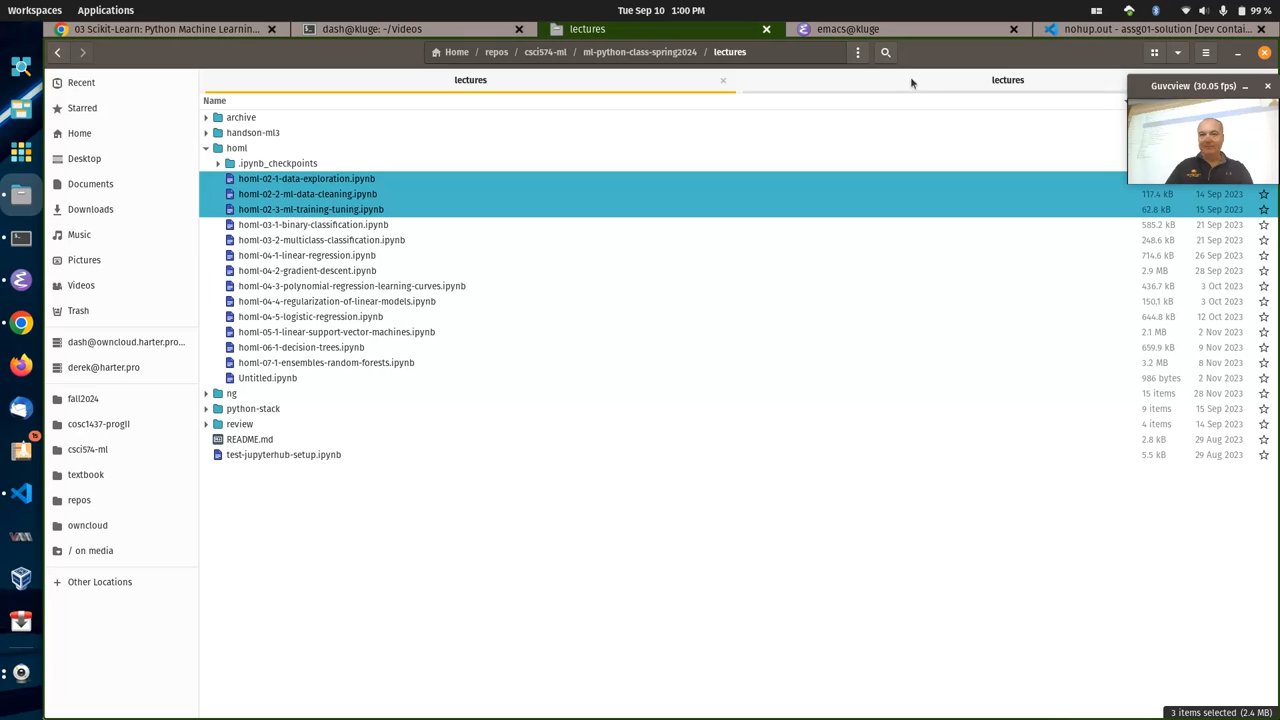 Workspaces Applications Tue Sep 10 1:00 PM 99 %
03 Scikit-Learn: Python Machine Learnin... dash@kluge: ~/Videos lectures emacs@kluge nohup.out - assg01-solution [Dev Contai...
Home repos csci574-ml ml-python-class-spring2024 lectures
lectures lectures
Guvcview (30.05 fps)
Recent
Starred
Home
Desktop
Documents
Downloads
Music
Pictures
Videos
Trash
dash@owncloud.harter.pro...
derek@harter.pro
fall2024
cosc1437-progII
csci574-ml
textbook
repos
owncloud
/ on media
Other Locations
15
Name
archive
handson-ml3
homl
.ipynb_checkpoints
homl-02-1-data-exploration.ipynb
homl-02-2-ml-data-cleaning.ipynb 117.4 kB 14 Sep 2023
homl-02-3-ml-training-tuning.ipynb 62.8 kB 15 Sep 2023
homl-03-1-binary-classification.ipynb 585.2 kB 21 Sep 2023
homl-03-2-multiclass-classification.ipynb 248.6 kB 21 Sep 2023
homl-04-1-linear-regression.ipynb 714.6 kB 26 Sep 2023
homl-04-2-gradient-descent.ipynb 2.9 MB 28 Sep 2023
homl-04-3-polynomial-regression-learning-curves.ipynb 436.7 kB 3 Oct 2023
homl-04-4-regularization-of-linear-models.ipynb 150.1 kB 3 Oct 2023
homl-04-5-logistic-regression.ipynb 644.8 kB 12 Oct 2023
homl-05-1-linear-support-vector-machines.ipynb 2.1 MB 2 Nov 2023
homl-06-1-decision-trees.ipynb 659.9 kB 9 Nov 2023
homl-07-1-ensembles-random-forests.ipynb 3.2 MB 8 Nov 2023
Untitled.ipynb 986 bytes 2 Nov 2023
ng 15 items 28 Nov 2023
python-stack 9 items 15 Sep 2023
review 4 items 14 Sep 2023
README.md 2.8 kB 29 Aug 2023
test-jupyterhub-setup.ipynb 5.5 kB 29 Aug 2023
3 items selected (2.4 MB)